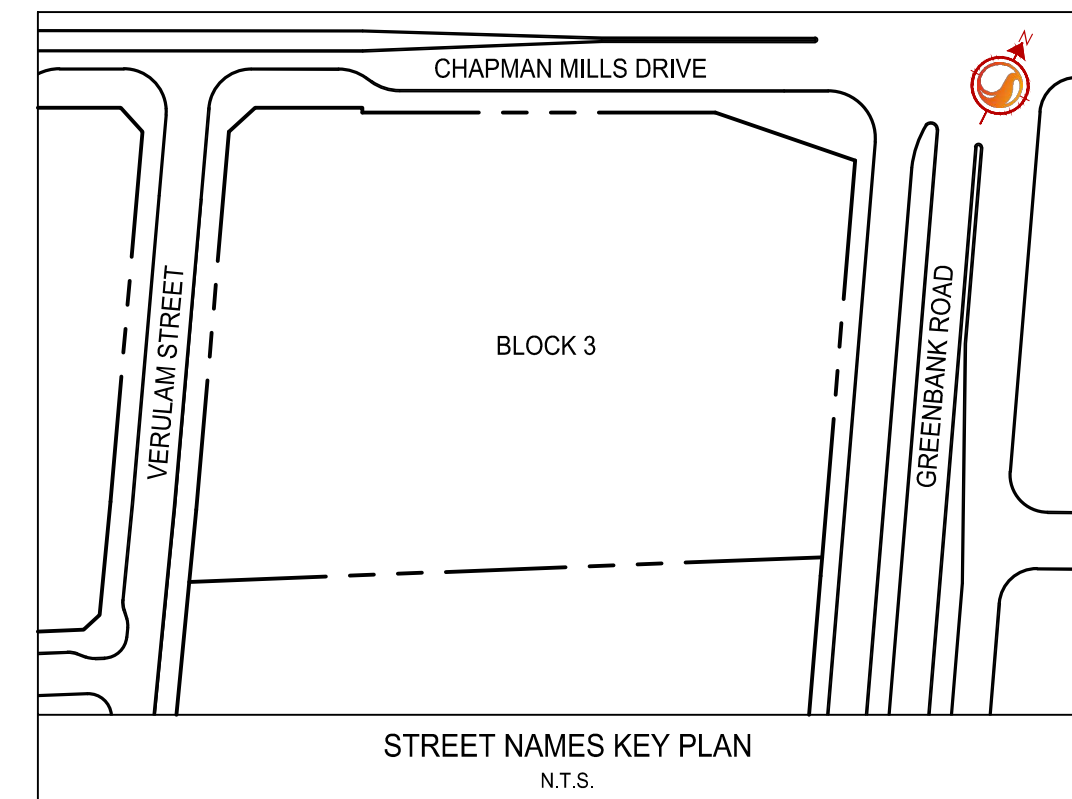 CHAPMAN MILLS DRIVE
N
VERULAM STREET
BLOCK 3
GREENBANK ROAD
STREET NAMES KEY PLAN
N.T.S.